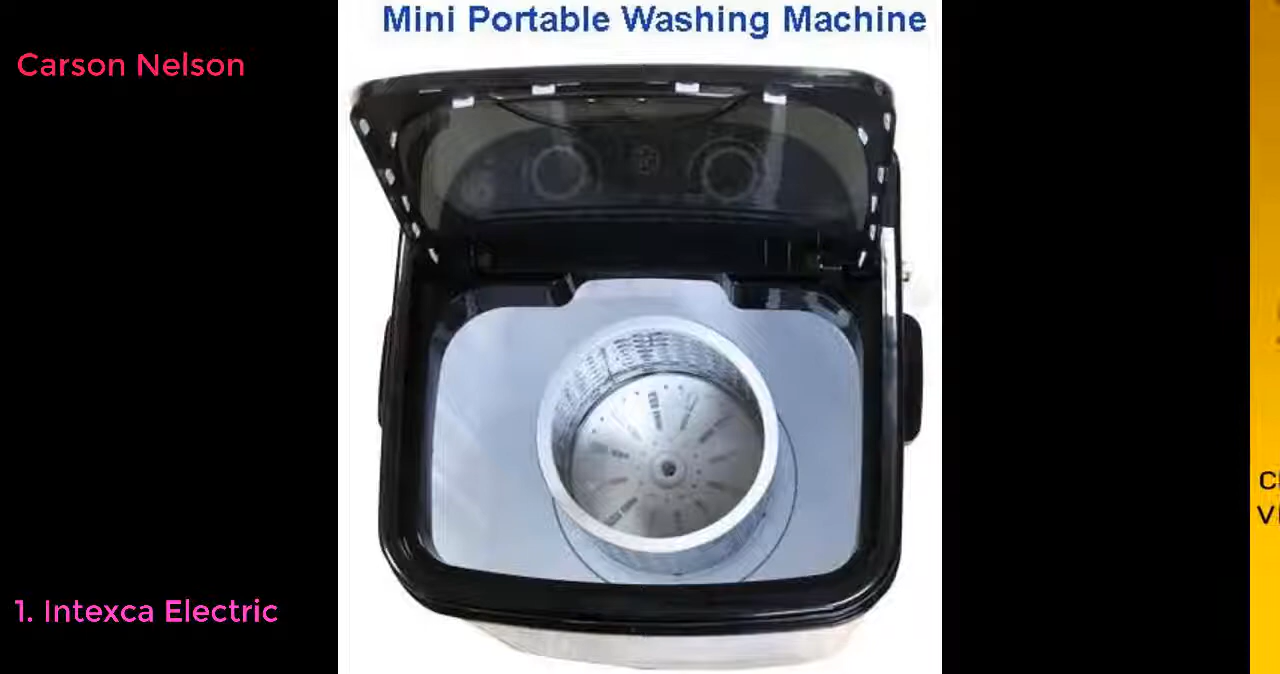 Mini Portable Washing Machine
Carson Nelson
1. Intexca Electric